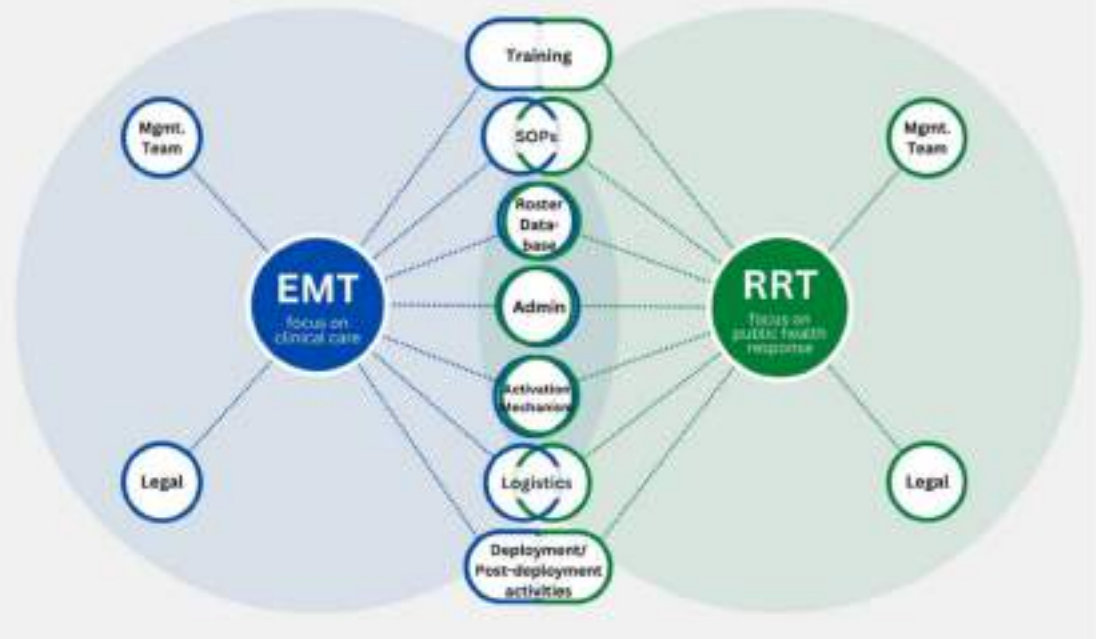 Training
SOPs
Mgmt.
Team
Mgmt.
Team
Roster
Data-
base
EMT
focus on
clinical care
Admin
RRT
focus on
public health
response
Activation
Mechanism
Legal
Logistics
Legal
Deployment/
Post-deployment
activities